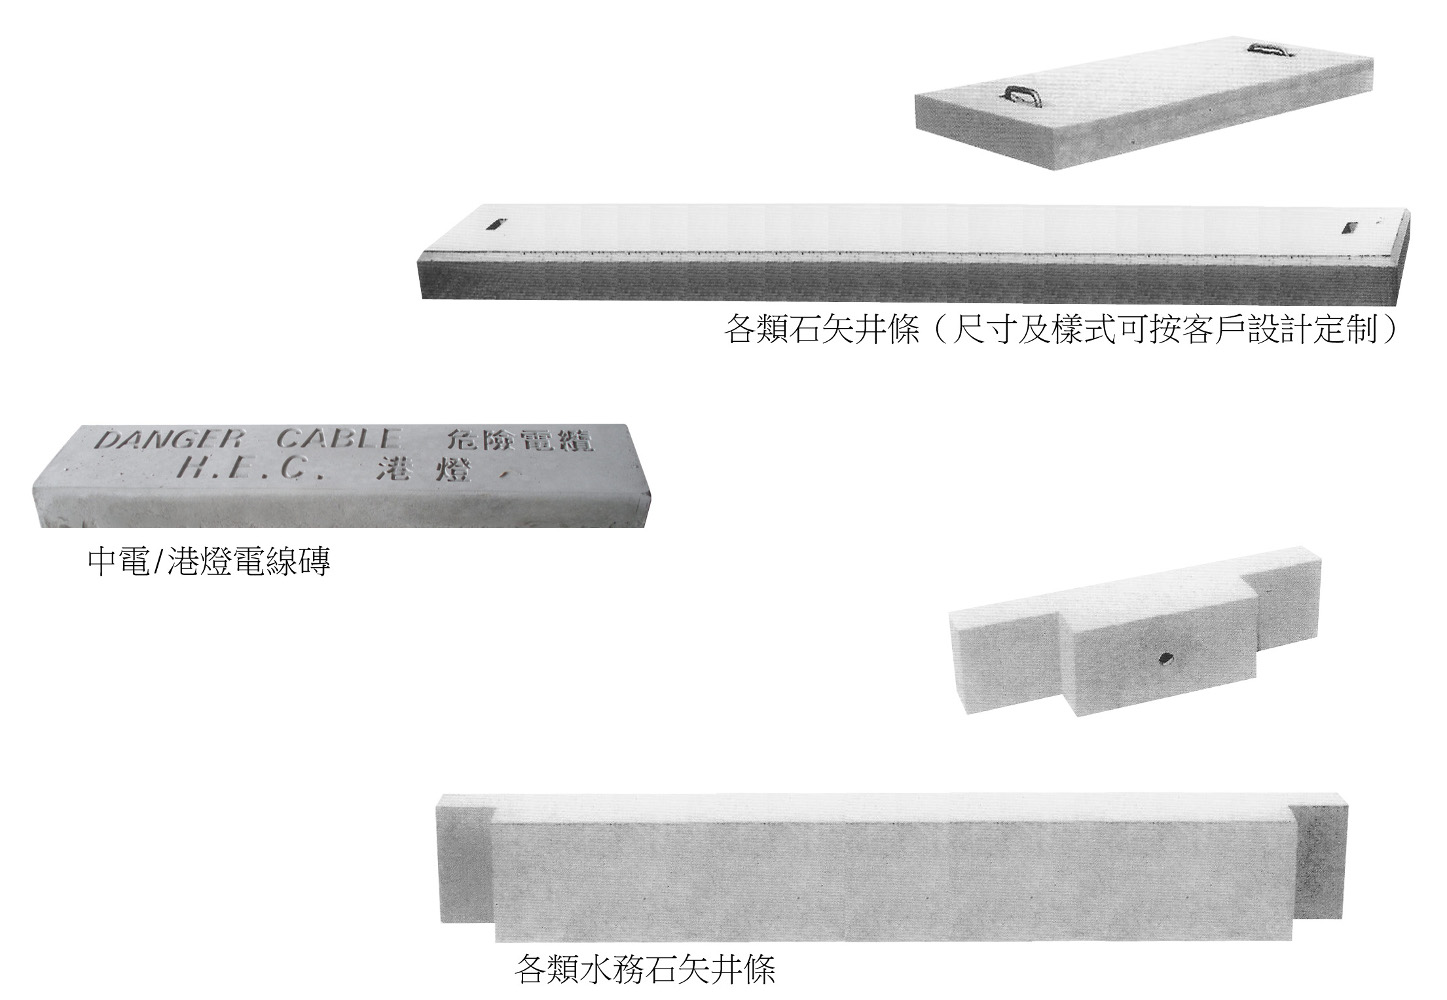 各類石矢井條（尺寸及樣式可按客戶設計定制）
DANGER CABLE 危險電纜
H.E.C. 港燈
中電/港燈電線磚
各類水務石矢井條